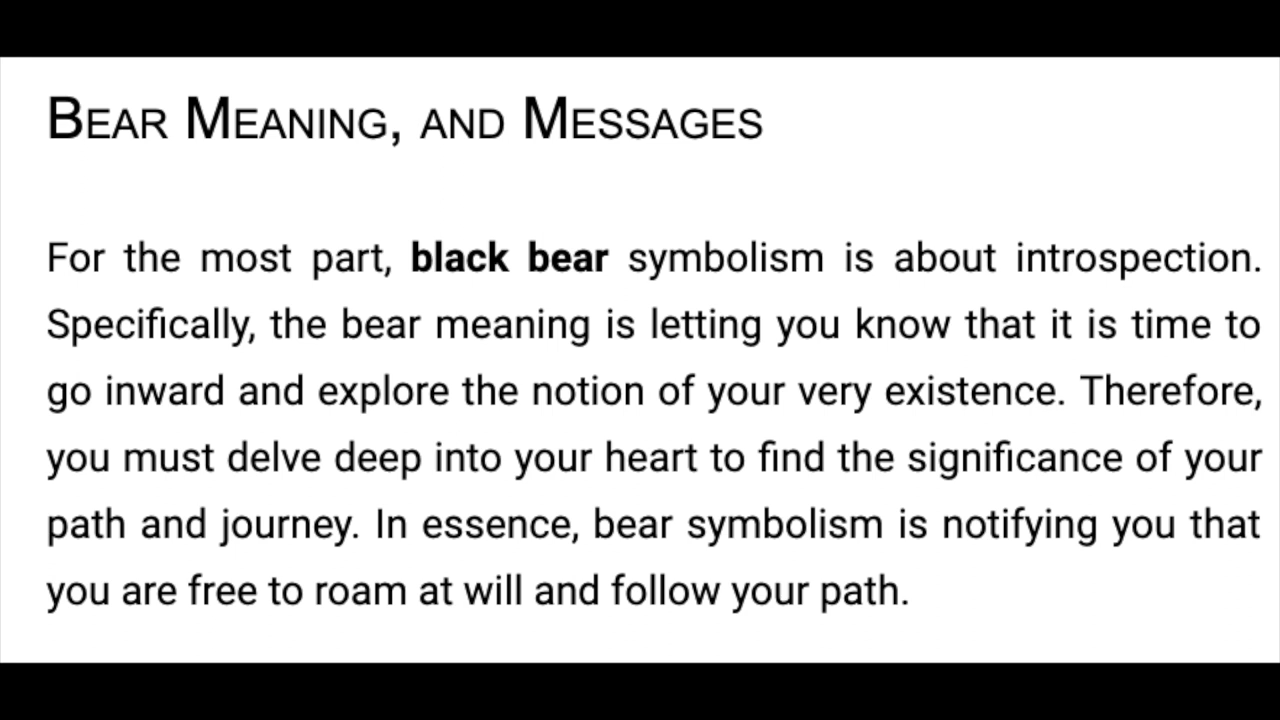 Bear Meaning, and Messages
For the most part, black bear symbolism is about introspection.
Specifically, the bear meaning is letting you know that it is time to
go inward and explore the notion of your very existence. Therefore,
you must delve deep into your heart to find the significance of your
path and journey. In essence, bear symbolism is notifying you that
you are free to roam at will and follow your path.